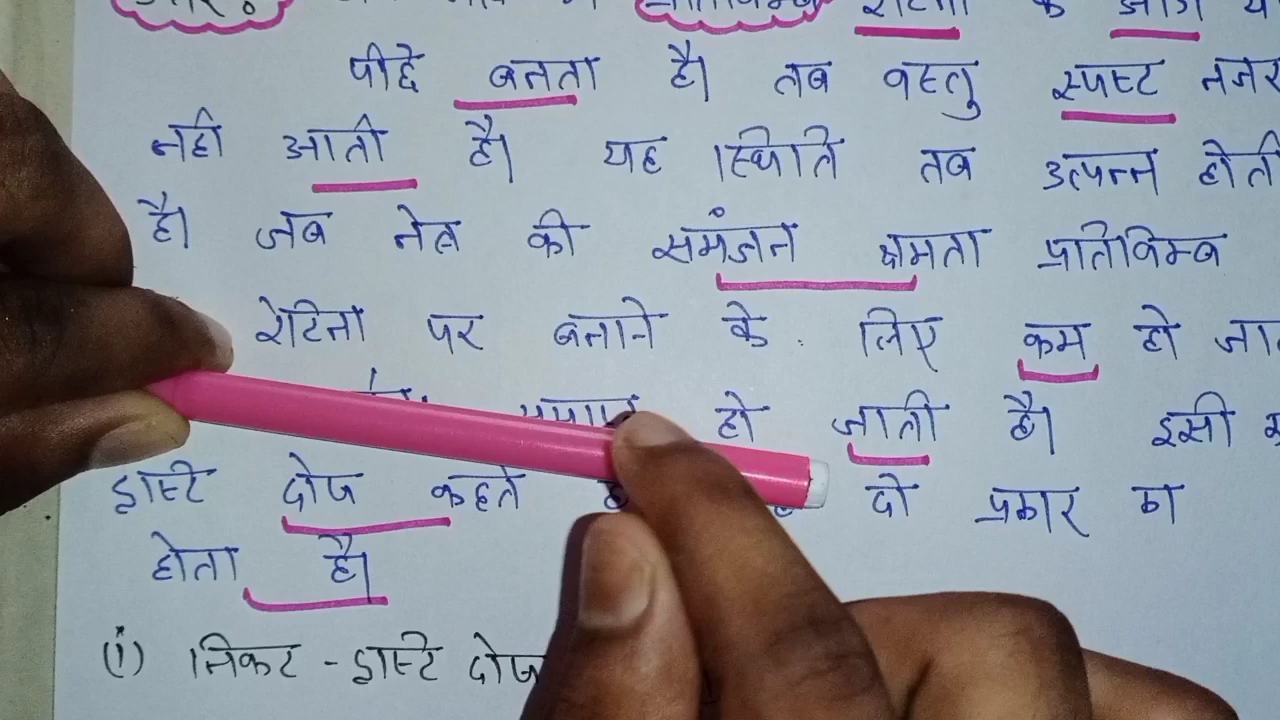 रेटिना के आगे
पीछे बनता है। तब वस्तु स्पष्ट नजर
नही आती है। यह स्थिति तब उत्पन्न होती
है। जब नेत्र की समंजन क्षमता प्रतिविम्ब
रेटिना पर बनाने के लिए कम हो जा
हो जाती है। इसी
दृष्टि दोष कहते दो प्रकार का
होता है।
(i) निकट - दृष्टि दोष